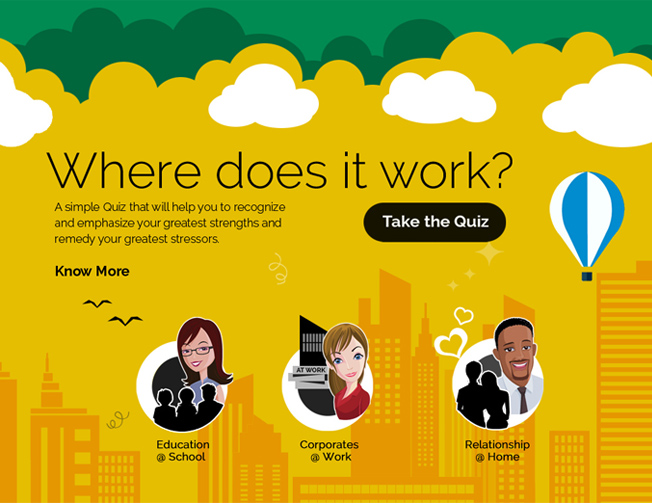 Where does it work?
A simple Quiz that will help you to recognize
and emphasize your greatest strengths and
remedy your greatest stressors.
Take the Quiz
Know More
AT WORK
Education
@ School
Corporates
@ Work
Relationship
@ Home